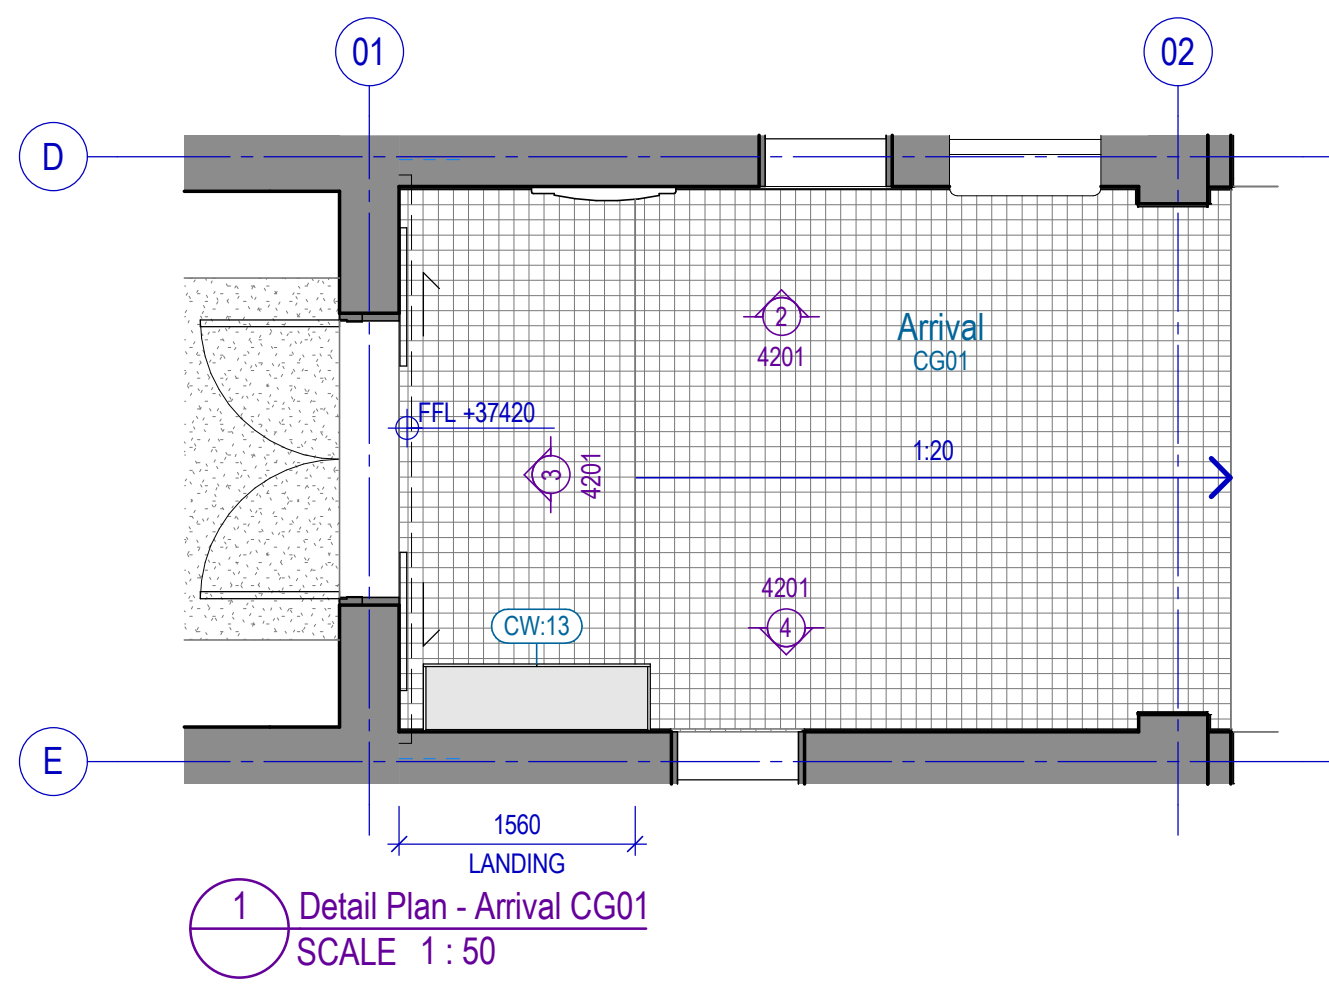 01
02
D
2
4201
Arrival
CG01
FFL +37420
1:20
3
4201
4201
4
CW:13
E
1560
LANDING
1
Detail Plan - Arrival CG01
SCALE 1 : 50